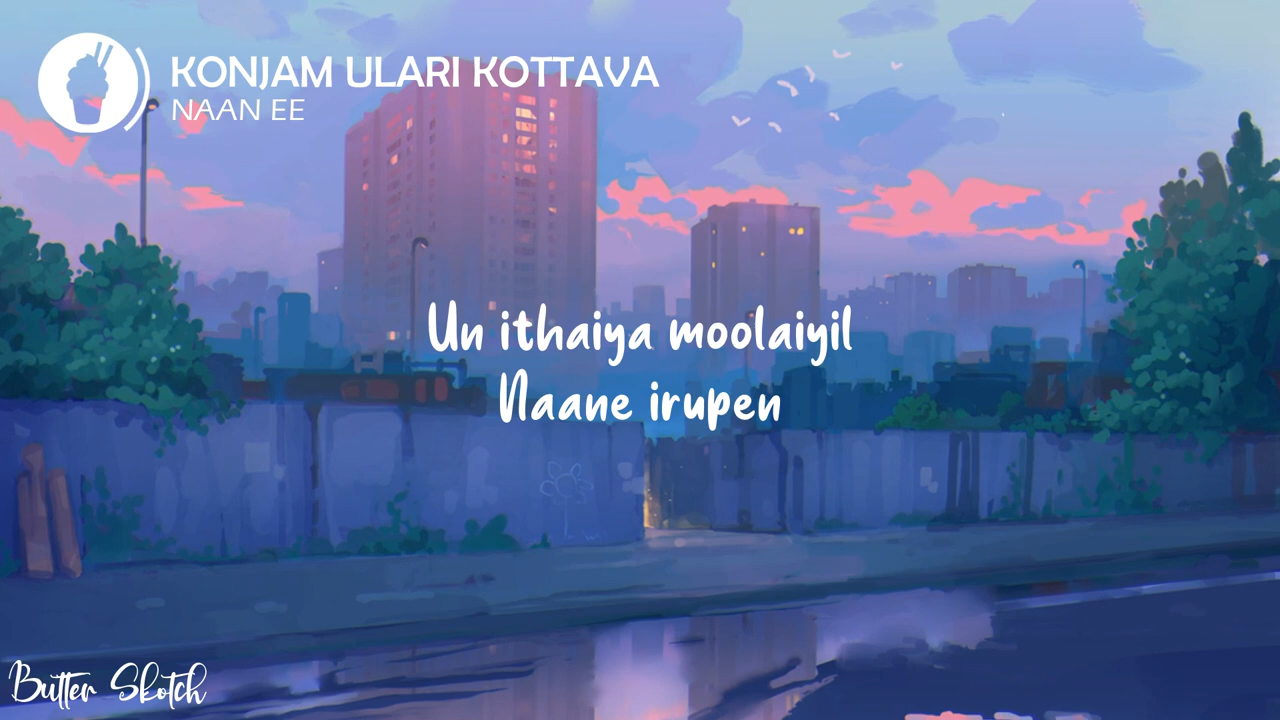 KONJAM ULARI KOTTAVA
NAAN EE
Un ithaiya moolaiyil
Naane irupen
Butter Skotch